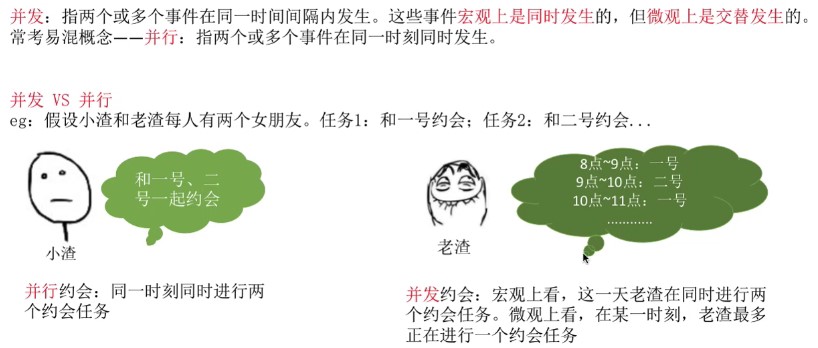 并发：指两个或多个事件在同一时间间隔内发生。这些事件宏观上是同时发生的，但微观上是交替发生的。
常考易混概念——并行：指两个或多个事件在同一时刻同时发生。
并发 VS 并行
eg：假设小渣和老渣每人有两个女朋友。任务1：和一号约会；任务2：和二号约会...
和一号、二
号一起约会
小渣
并行约会：同一时刻同时进行两
个约会任务
8点~9点：一号
9点~10点：二号
10点~11点：一号
............
老渣
并发约会：宏观上看，这一天老渣在同时进行两
个约会任务。微观上看，在某一时刻，老渣最多
正在进行一个约会任务